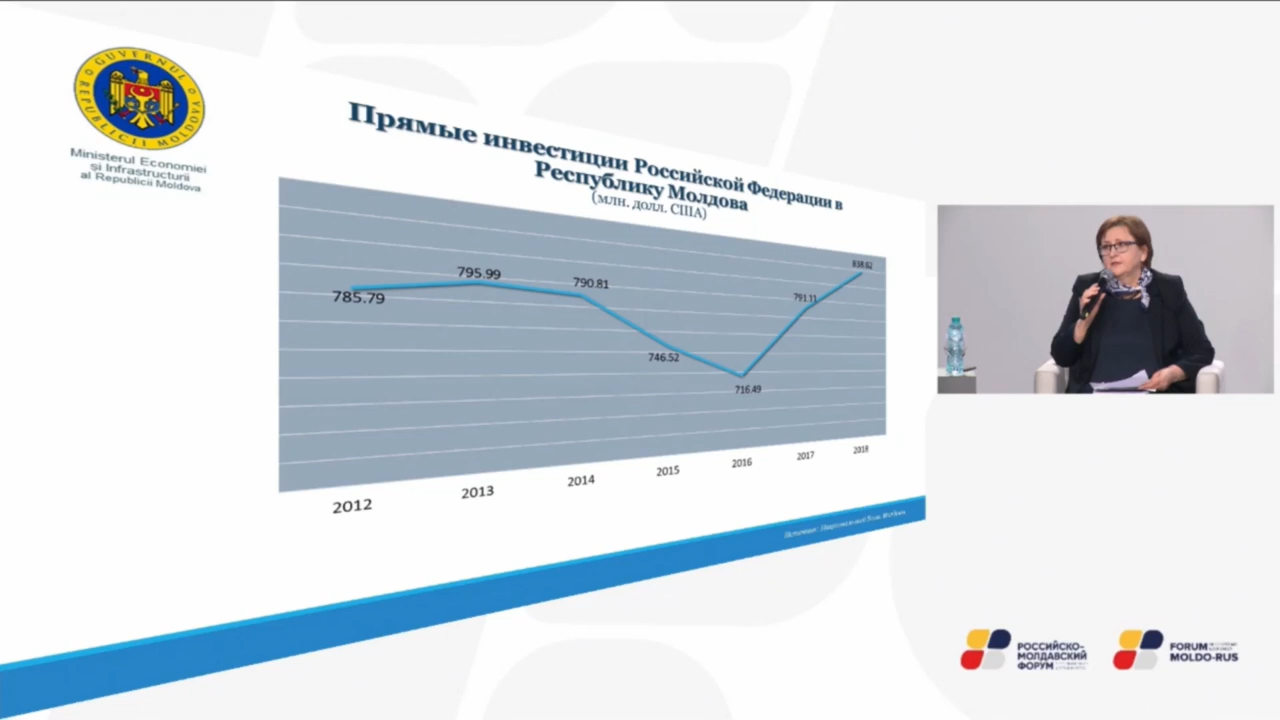 GUVERNUL
REPUBLICII MOLDOVA
Ministerul Economiei
și Infrastructurii
al Republicii Moldova
Прямые инвестиции Российской Федерации в
Республику Молдова
(млн. долл. США)
785.79
795.99
790.81
746.52
716.49
791.11
838.62
2012
2013
2014
2015
2016
2017
2018
Источник:
РОССИЙСКО-
МОЛДАВСКИЙ
ФОРУМ
FORUM
MOLDO-RUS